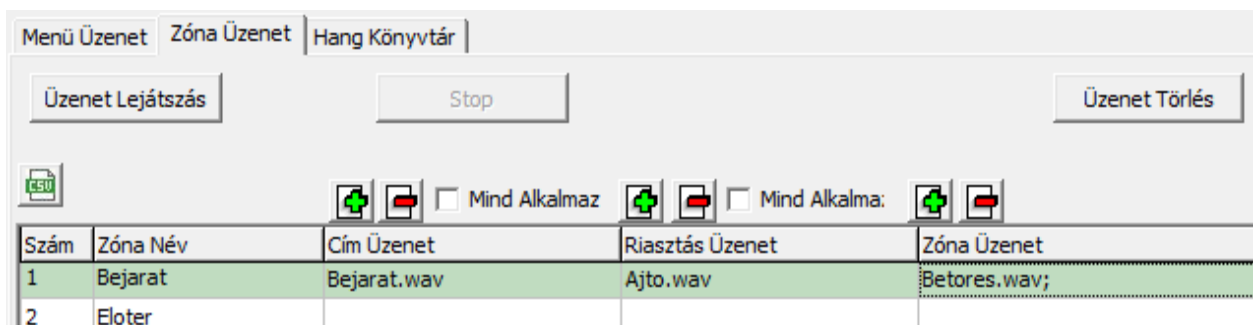 Menü Üzenet Zóna Üzenet Hang Könyvtár
Üzenet Lejátszás Stop Üzenet Törlés
CSV Mind Alkalmaz Mind Alkalma:
Szám Zóna Név Cím Üzenet Riasztás Üzenet Zóna Üzenet
1 Bejarat Bejarat.wav Ajto.wav Betores.wav;
2 Eloter